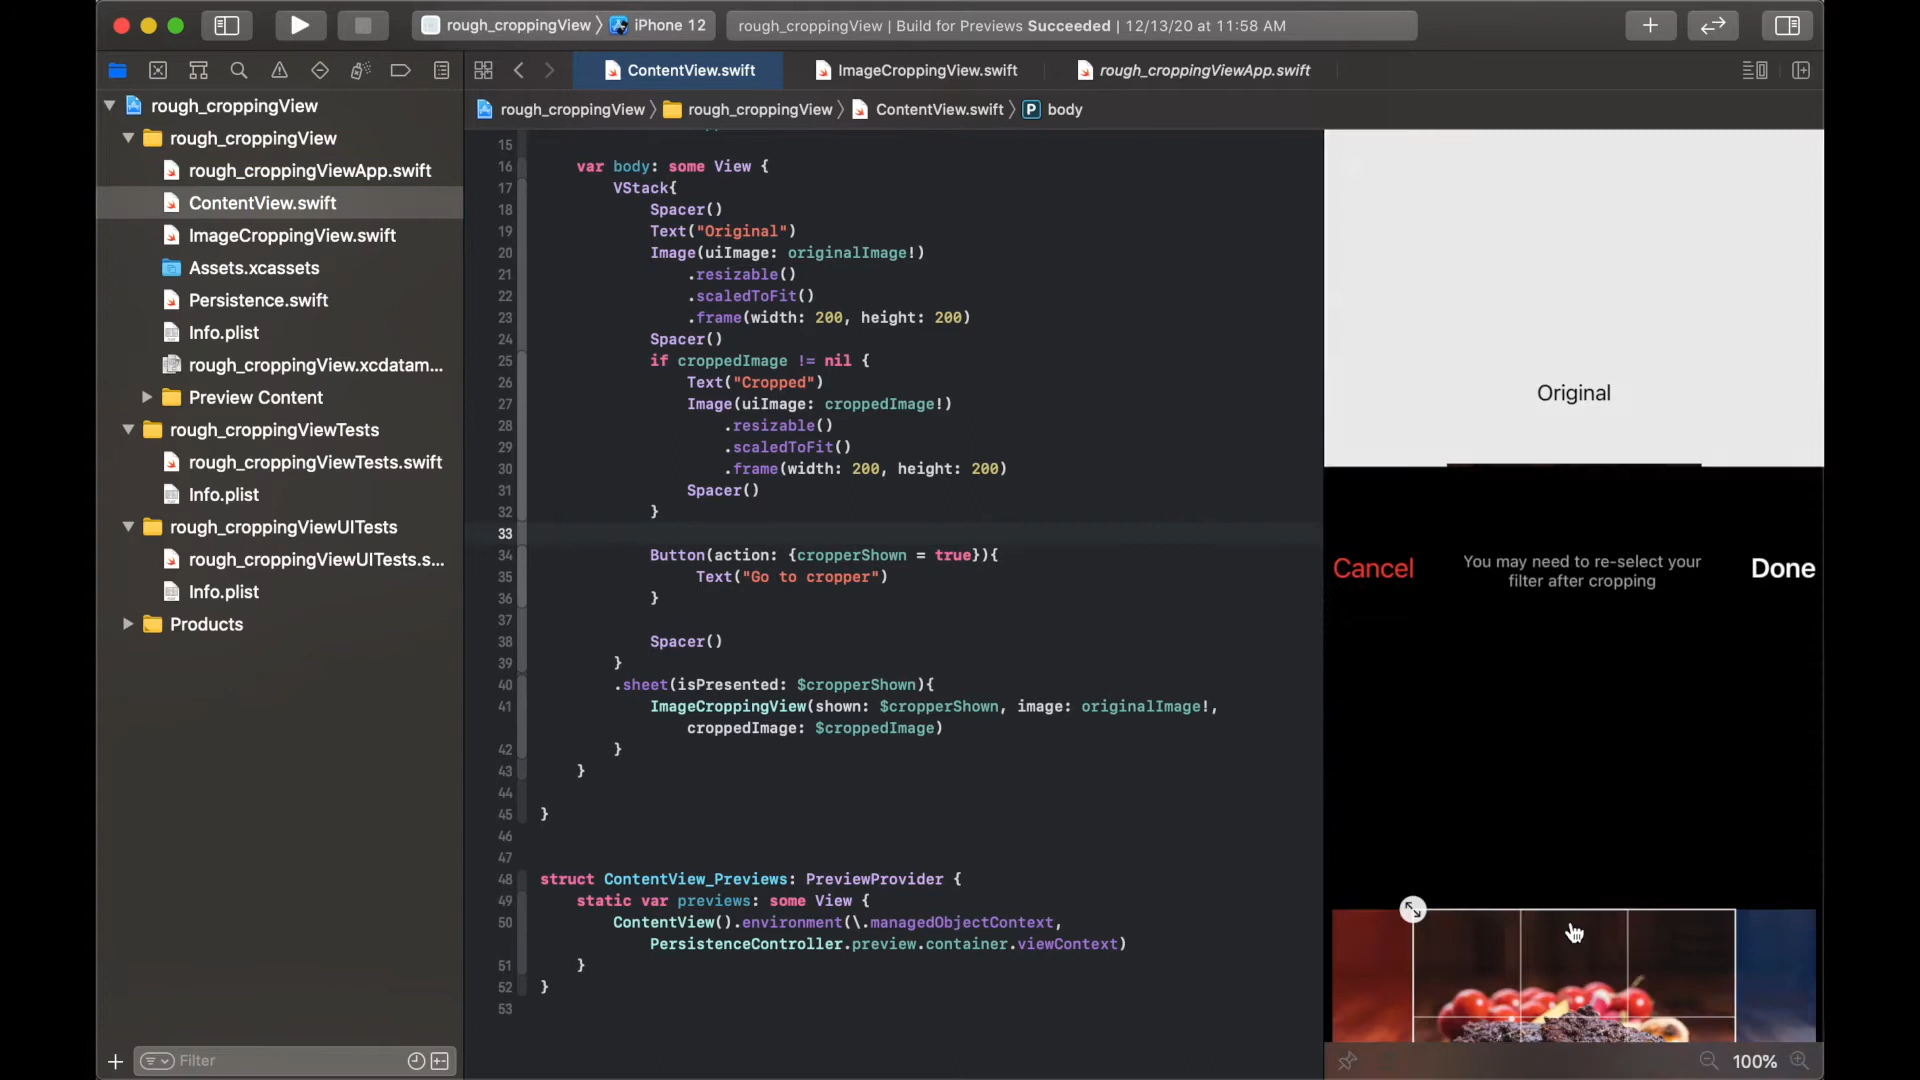 rough_croppingView 〉 iPhone 12
rough_croppingView | Build for Previews Succeeded | 12/13/20 at 11:58 AM
ContentView.swift
ImageCroppingView.swift
rough_croppingViewApp.swift
rough_croppingView 〉 rough_croppingView 〉 ContentView.swift 〉 P body
rough_croppingView
rough_croppingView
rough_croppingViewApp.swift
ContentView.swift
ImageCroppingView.swift
Assets.xcassets
Persistence.swift
Info.plist
rough_croppingView.xcdatam...
Preview Content
rough_croppingViewTests
rough_croppingViewTests.swift
Info.plist
rough_croppingViewUITests
rough_croppingViewUITests.s...
Info.plist
Products
Filter
15
16 var body: some View {
17 VStack{
18 Spacer()
19 Text("Original")
20 Image(uiImage: originalImage!)
21 .resizable()
22 .scaledToFit()
23 .frame(width: 200, height: 200)
24 Spacer()
25 if croppedImage != nil {
26 Text("Cropped")
27 Image(uiImage: croppedImage!)
28 .resizable()
29 .scaledToFit()
30 .frame(width: 200, height: 200)
31 Spacer()
32 }
33
34 Button(action: {cropperShown = true}){
35 Text("Go to cropper")
36 }
37
38 Spacer()
39 }
40 .sheet(isPresented: $cropperShown){
41 ImageCroppingView(shown: $cropperShown, image: originalImage!,
croppedImage: $croppedImage)
42 }
43 }
44
45 }
46
47
48 struct ContentView_Previews: PreviewProvider {
49 static var previews: some View {
50 ContentView().environment(\.managedObjectContext,
PersistenceController.preview.container.viewContext)
51 }
52 }
53
Original
Cancel
You may need to re-select your
filter after cropping
Done
100%